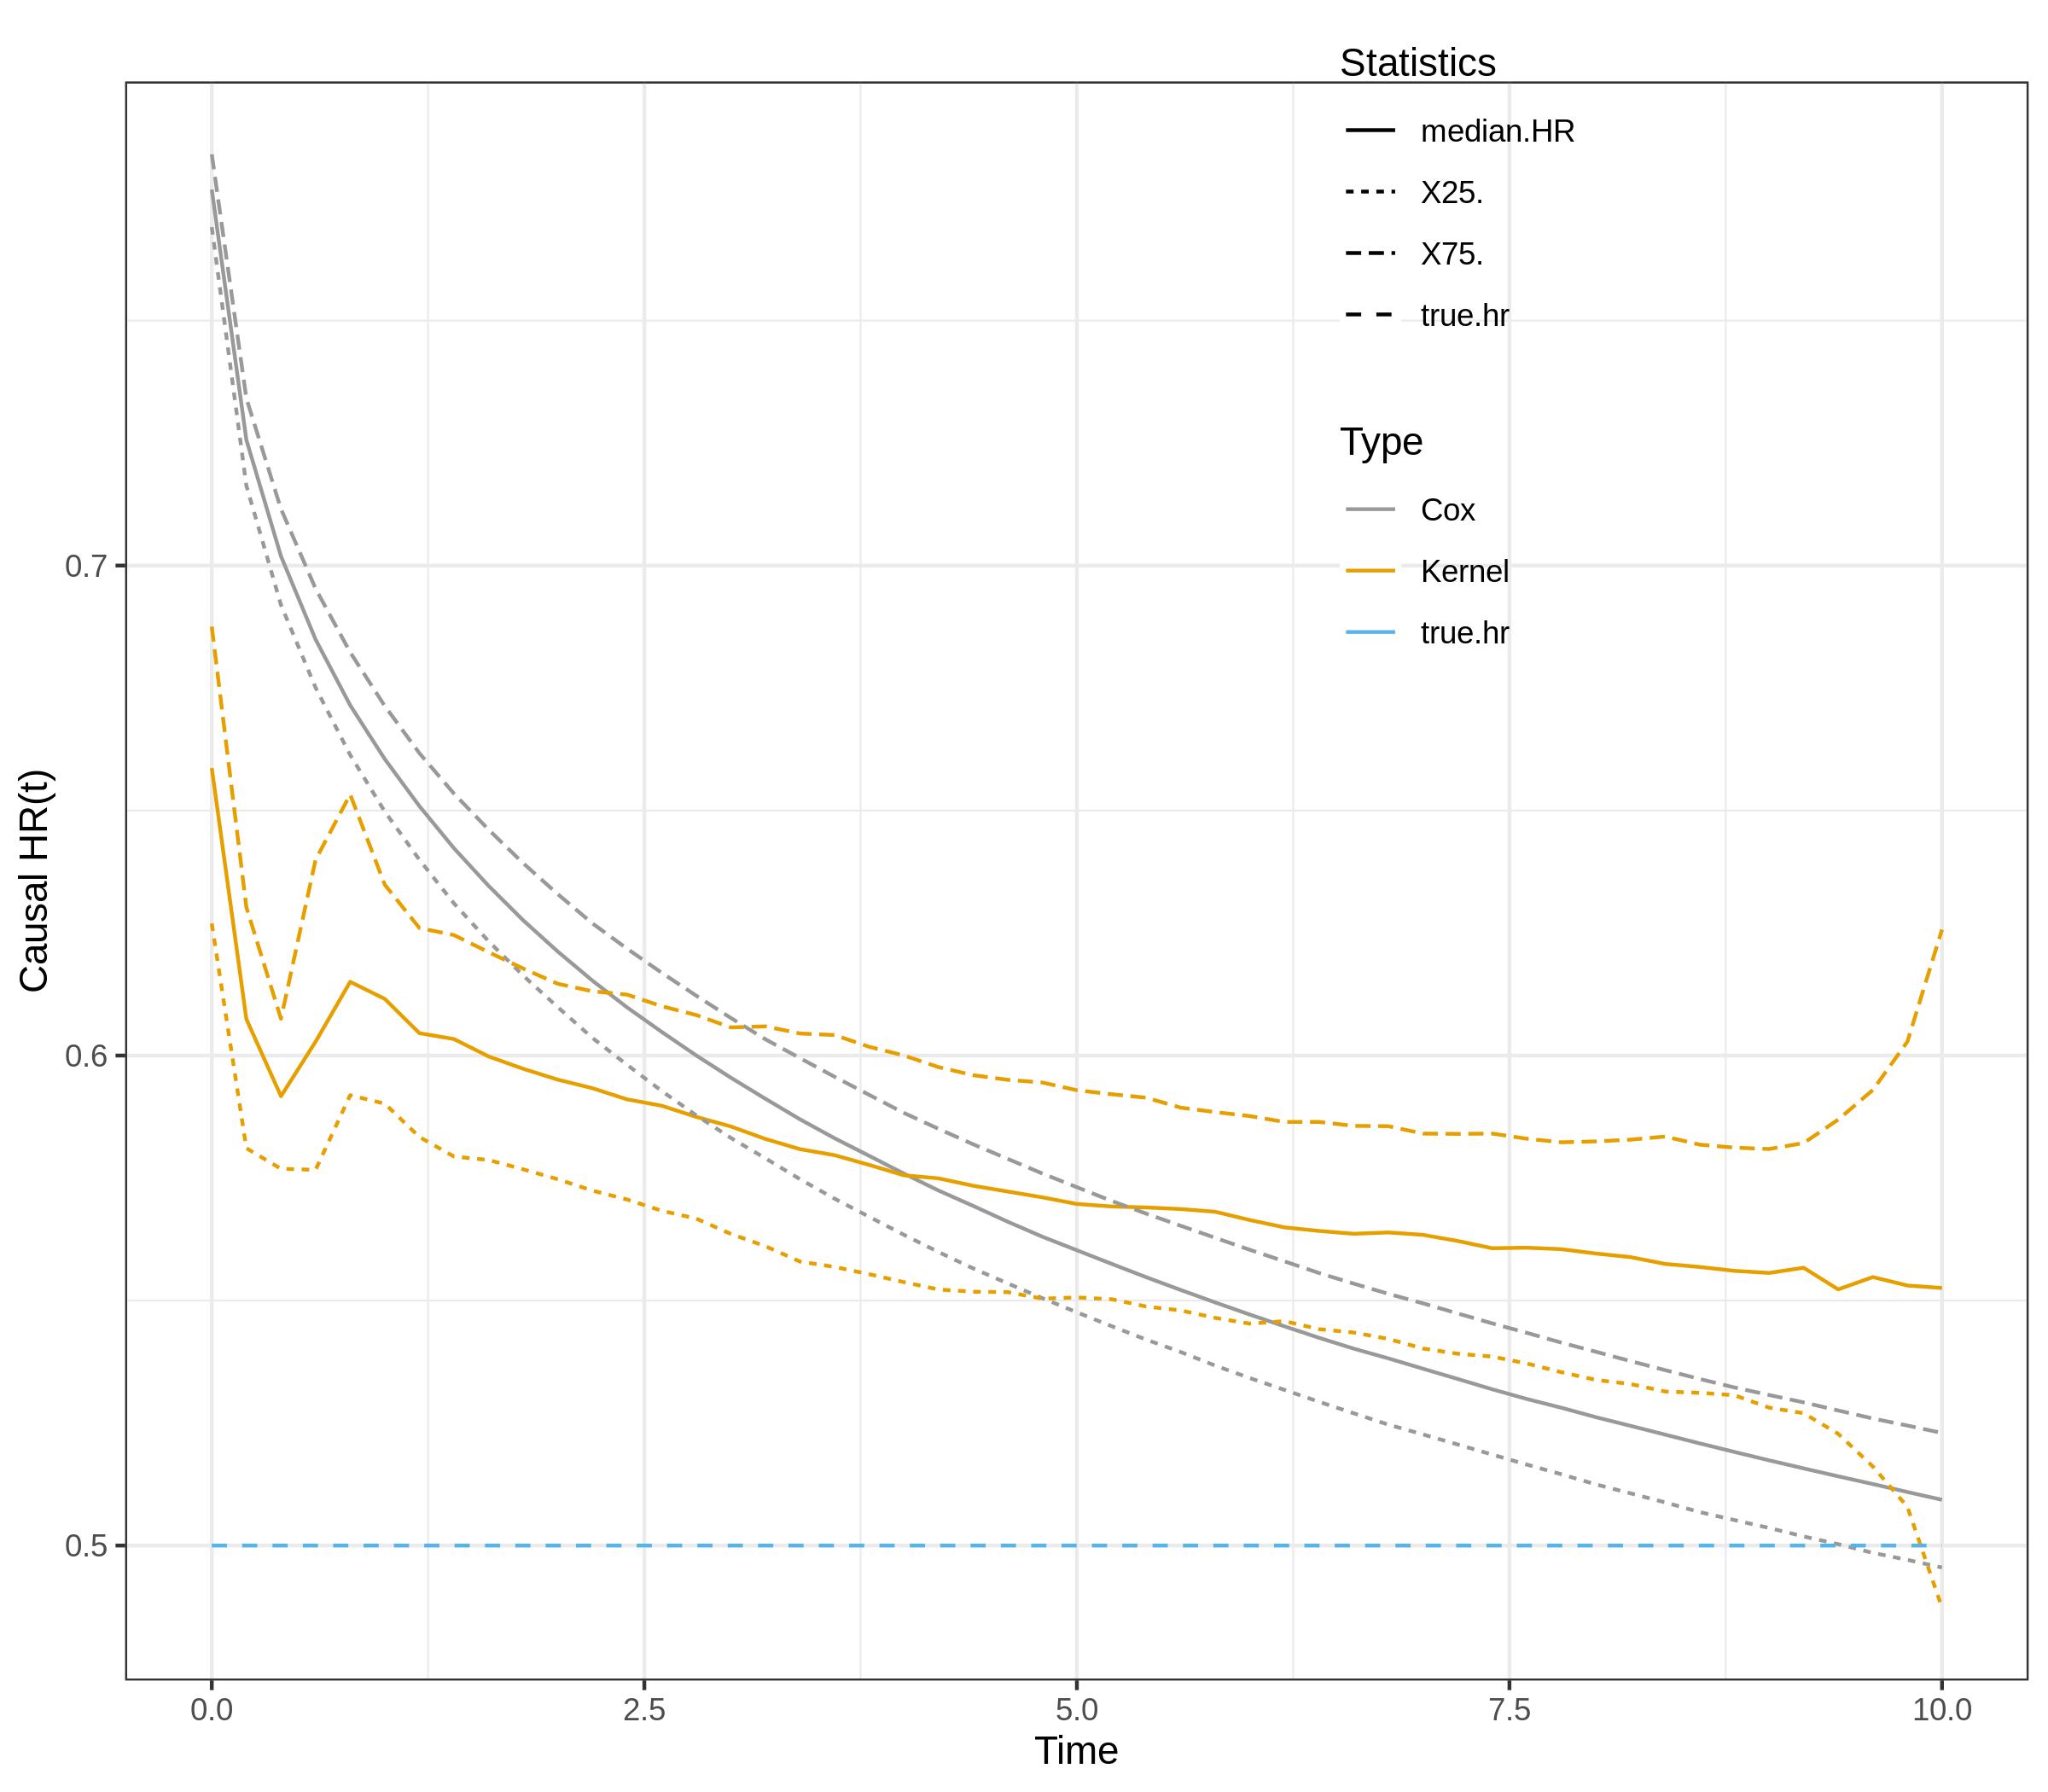 Statistics
median.HR
X25.
X75.
true.hr
Type
Cox
Kernel
true.hr
Causal HR(t)
0.7
0.6
0.5
0.0 2.5 5.0 7.5 10.0
Time